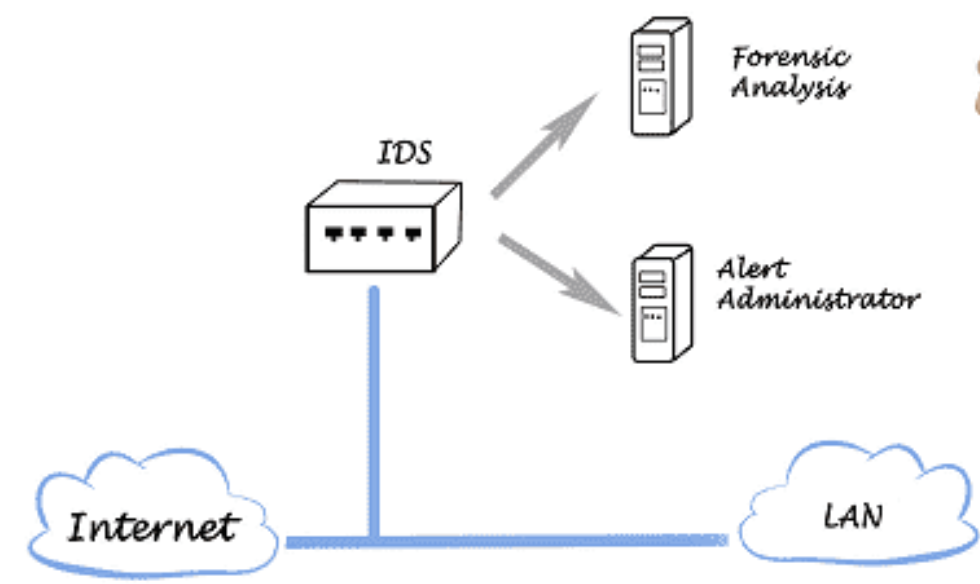 Forensic
Analysis
IDS
Alert
Administrator
Internet
LAN